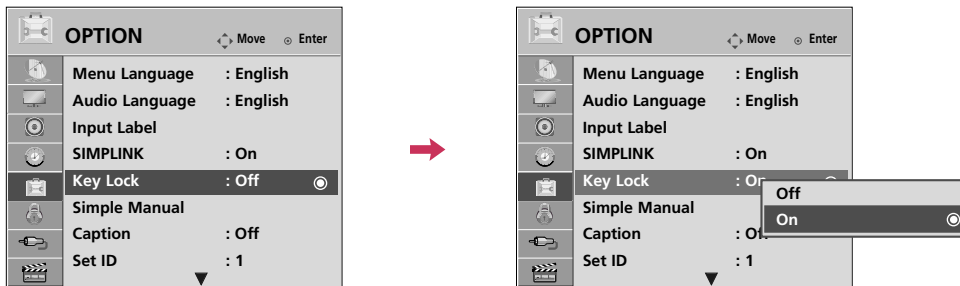 OPTION Move Enter
Menu Language : English
Audio Language : English
Input Label
SIMPLINK : On
Key Lock : Off
Simple Manual
Caption : Off
Set ID : 1
OPTION Move Enter
Menu Language : English
Audio Language : English
Input Label
SIMPLINK : On
Key Lock : On
Simple Manual
Caption : Of
Set ID : 1
Off
On